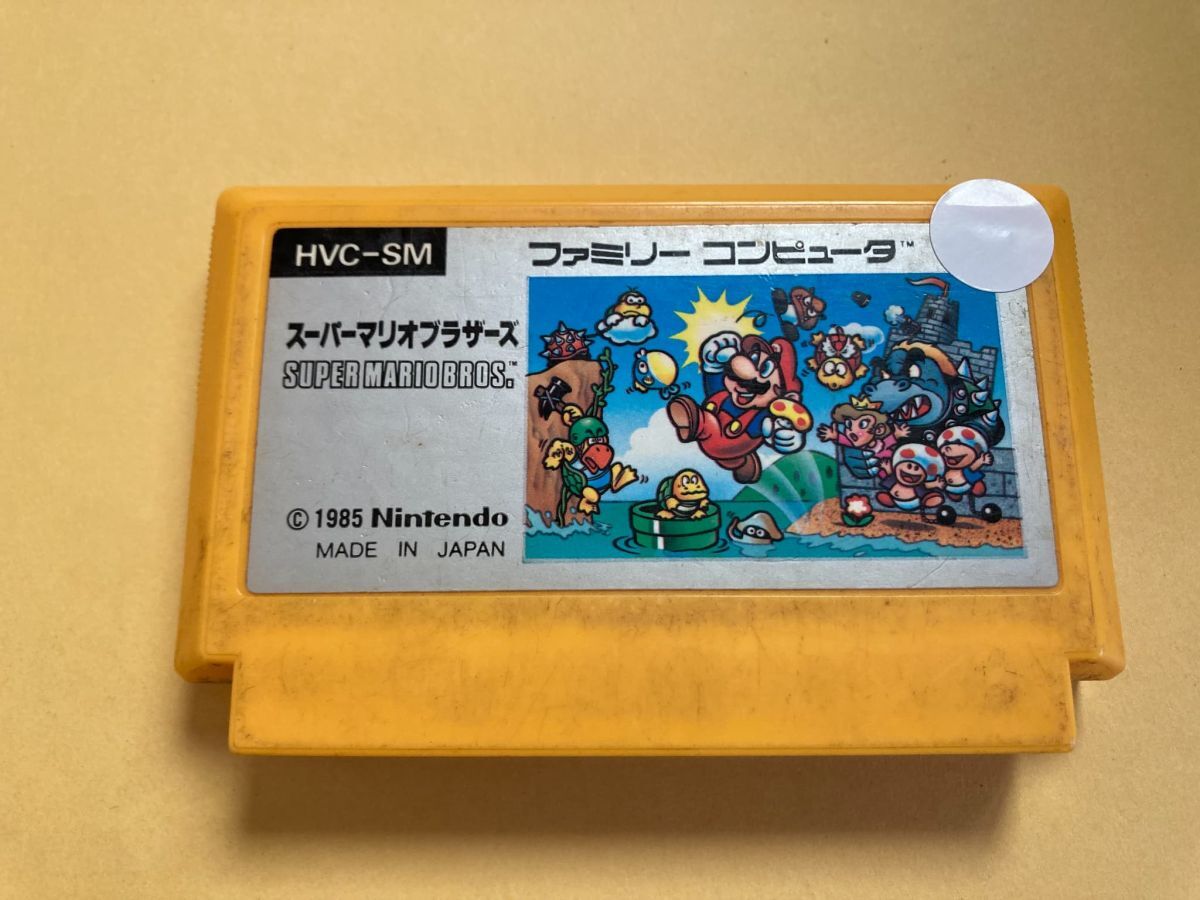 HVC-SM
ファミリー コンピュータ™
スーパーマリオブラザーズ
SUPER MARIO BROS.™
© 1985 Nintendo
MADE IN JAPAN